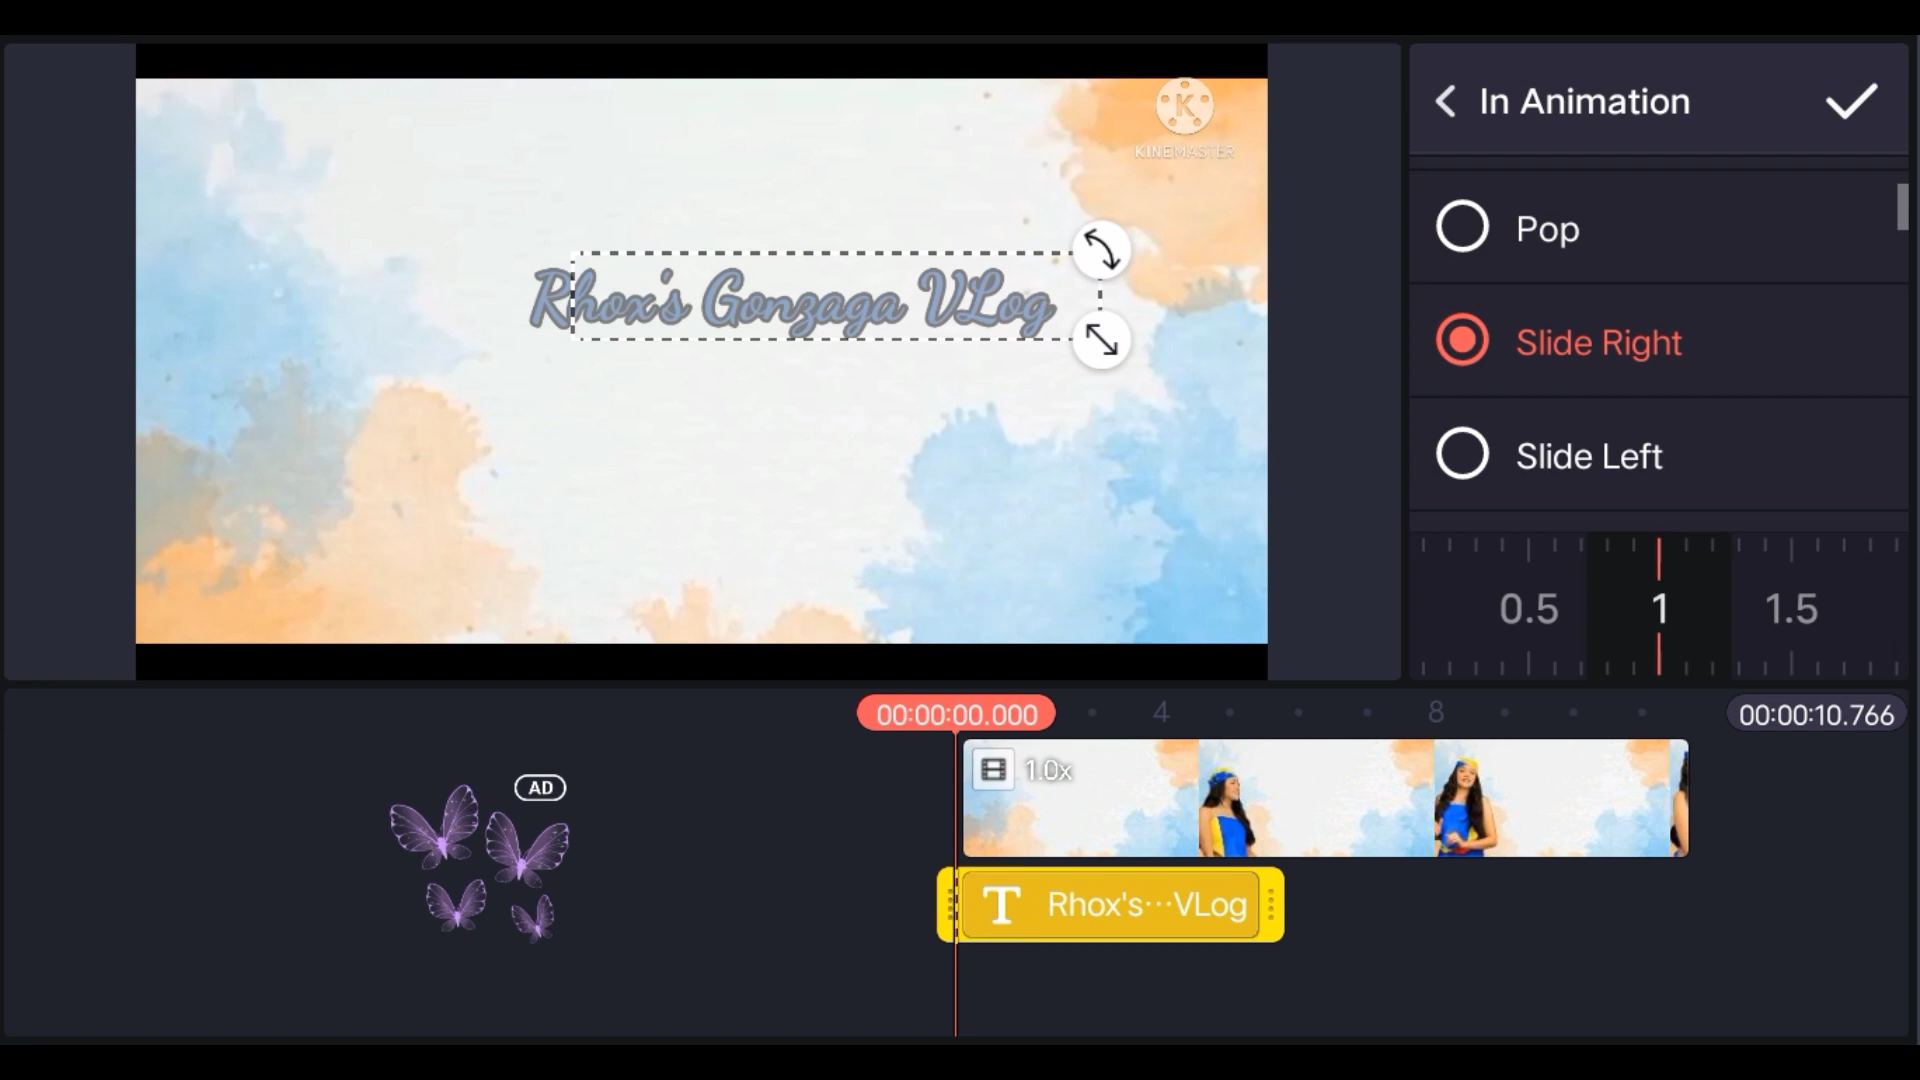 In Animation
K
KINEMASTER
Pop
Rhox's Gonzaga VLog
Slide Right
Slide Left
0.5 1 1.5
00:00:00.000 4 8 00:00:10.766
1.0x
AD
T Rhox's···VLog